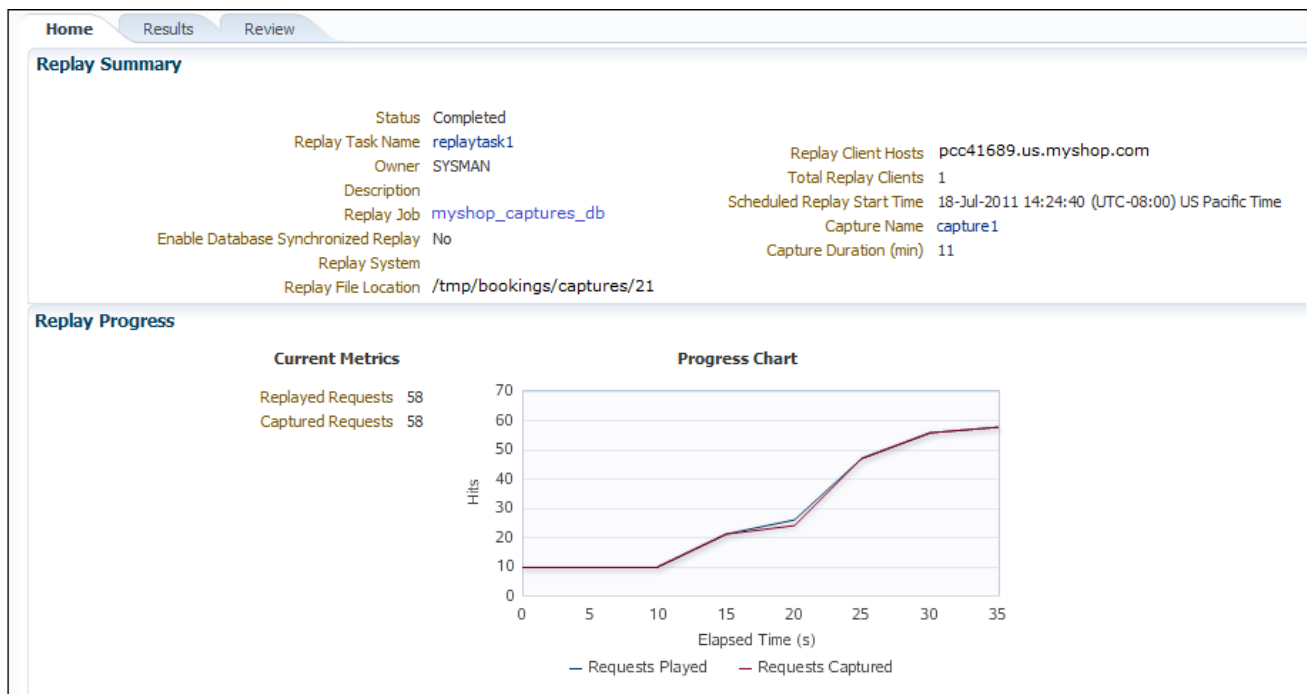 Home Results Review
Replay Summary
Status Completed
Replay Task Name replaytask1
Owner SYSMAN
Description
Replay Job myshop_captures_db
Enable Database Synchronized Replay No
Replay System
Replay File Location /tmp/bookings/captures/21
Replay Client Hosts pcc41689.us.myshop.com
Total Replay Clients 1
Scheduled Replay Start Time 18-Jul-2011 14:24:40 (UTC-08:00) US Pacific Time
Capture Name capture1
Capture Duration (min) 11
Replay Progress
Current Metrics
Replayed Requests 58
Captured Requests 58
Progress Chart
70
60
50
40
30
20
10
0
Hits
0 5 10 15 20 25 30 35
Elapsed Time (s)
Requests Played Requests Captured